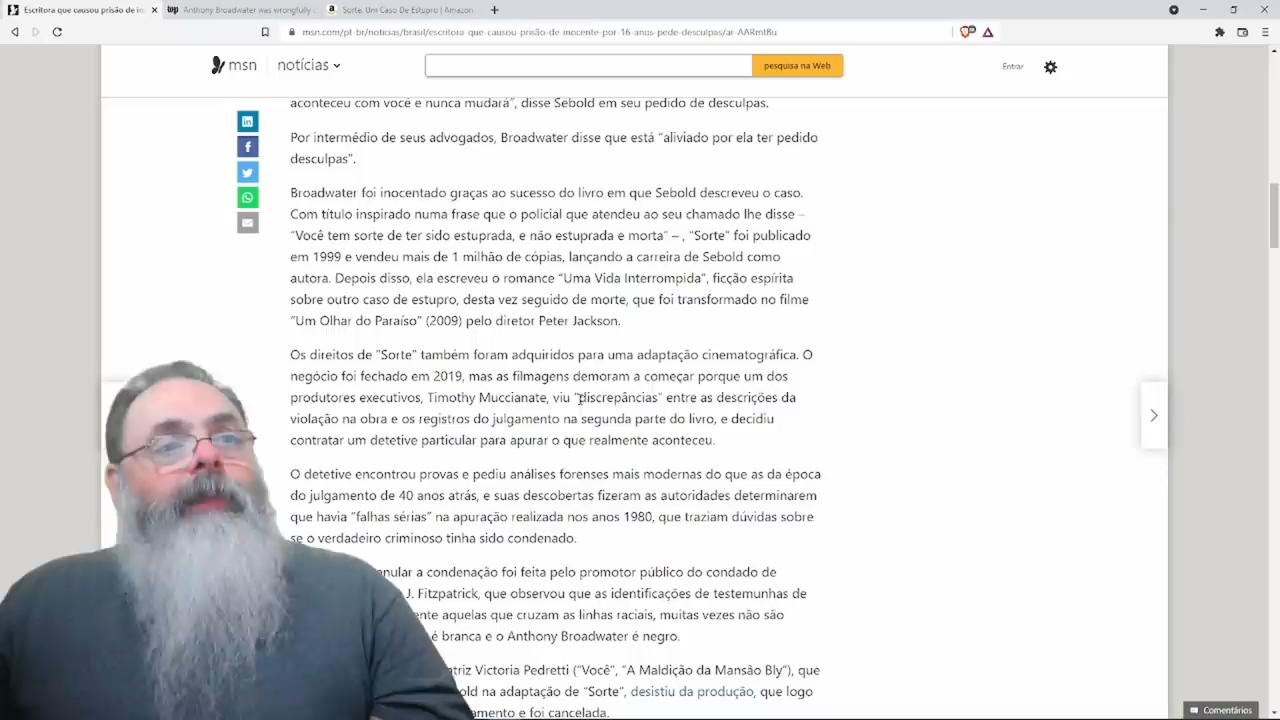 Escritora que causou prisão de in
Anthony Broadwater was wrongfully c
Sorte. Um Caso De Estupro | Amazon
msn.com/pt-br/noticias/brasil/escritora-que-causou-prisão-de-inocente-por-16-anos-pede-desculpas/ar-AARmtBu
msn notícias
pesquisa na Web
Entrar
aconteceu com você e nunca mudará”, disse Sebold em seu pedido de desculpas.
Por intermédio de seus advogados, Broadwater disse que está “aliviado por ela ter pedido
desculpas”.
Broadwater foi inocentado graças ao sucesso do livro em que Sebold descreveu o caso.
Com título inspirado numa frase que o policial que atendeu ao seu chamado lhe disse –
“Você tem sorte de ter sido estuprada, e não estuprada e morta” – , “Sorte” foi publicado
em 1999 e vendeu mais de 1 milhão de cópias, lançando a carreira de Sebold como
autora. Depois disso, ela escreveu o romance “Uma Vida Interrompida”, ficção espírita
sobre outro caso de estupro, desta vez seguido de morte, que foi transformado no filme
“Um Olhar do Paraíso” (2009) pelo diretor Peter Jackson.
Os direitos de “Sorte” também foram adquiridos para uma adaptação cinematográfica. O
negócio foi fechado em 2019, mas as filmagens demoram a começar porque um dos
produtores executivos, Timothy Muccianate, viu “discrepâncias” entre as descrições da
violação na obra e os registros do julgamento na segunda parte do livro, e decidiu
contratar um detetive particular para apurar o que realmente aconteceu.
O detetive encontrou provas e pediu análises forenses mais modernas do que as da época
do julgamento de 40 anos atrás, e suas descobertas fizeram as autoridades determinarem
que havia “falhas sérias” na apuração realizada nos anos 1980, que traziam dúvidas sobre
se o verdadeiro criminoso tinha sido condenado.
anular a condenação foi feita pelo promotor público do condado de
J. Fitzpatrick, que observou que as identificações de testemunhas de
ente aquelas que cruzam as linhas raciais, muitas vezes não são
é branca e o Anthony Broadwater é negro.
atriz Victoria Pedretti (“Você”, “A Maldição da Mansão Bly”), que
old na adaptação de “Sorte”, desistiu da produção, que logo
amento e foi cancelada.
Comentários